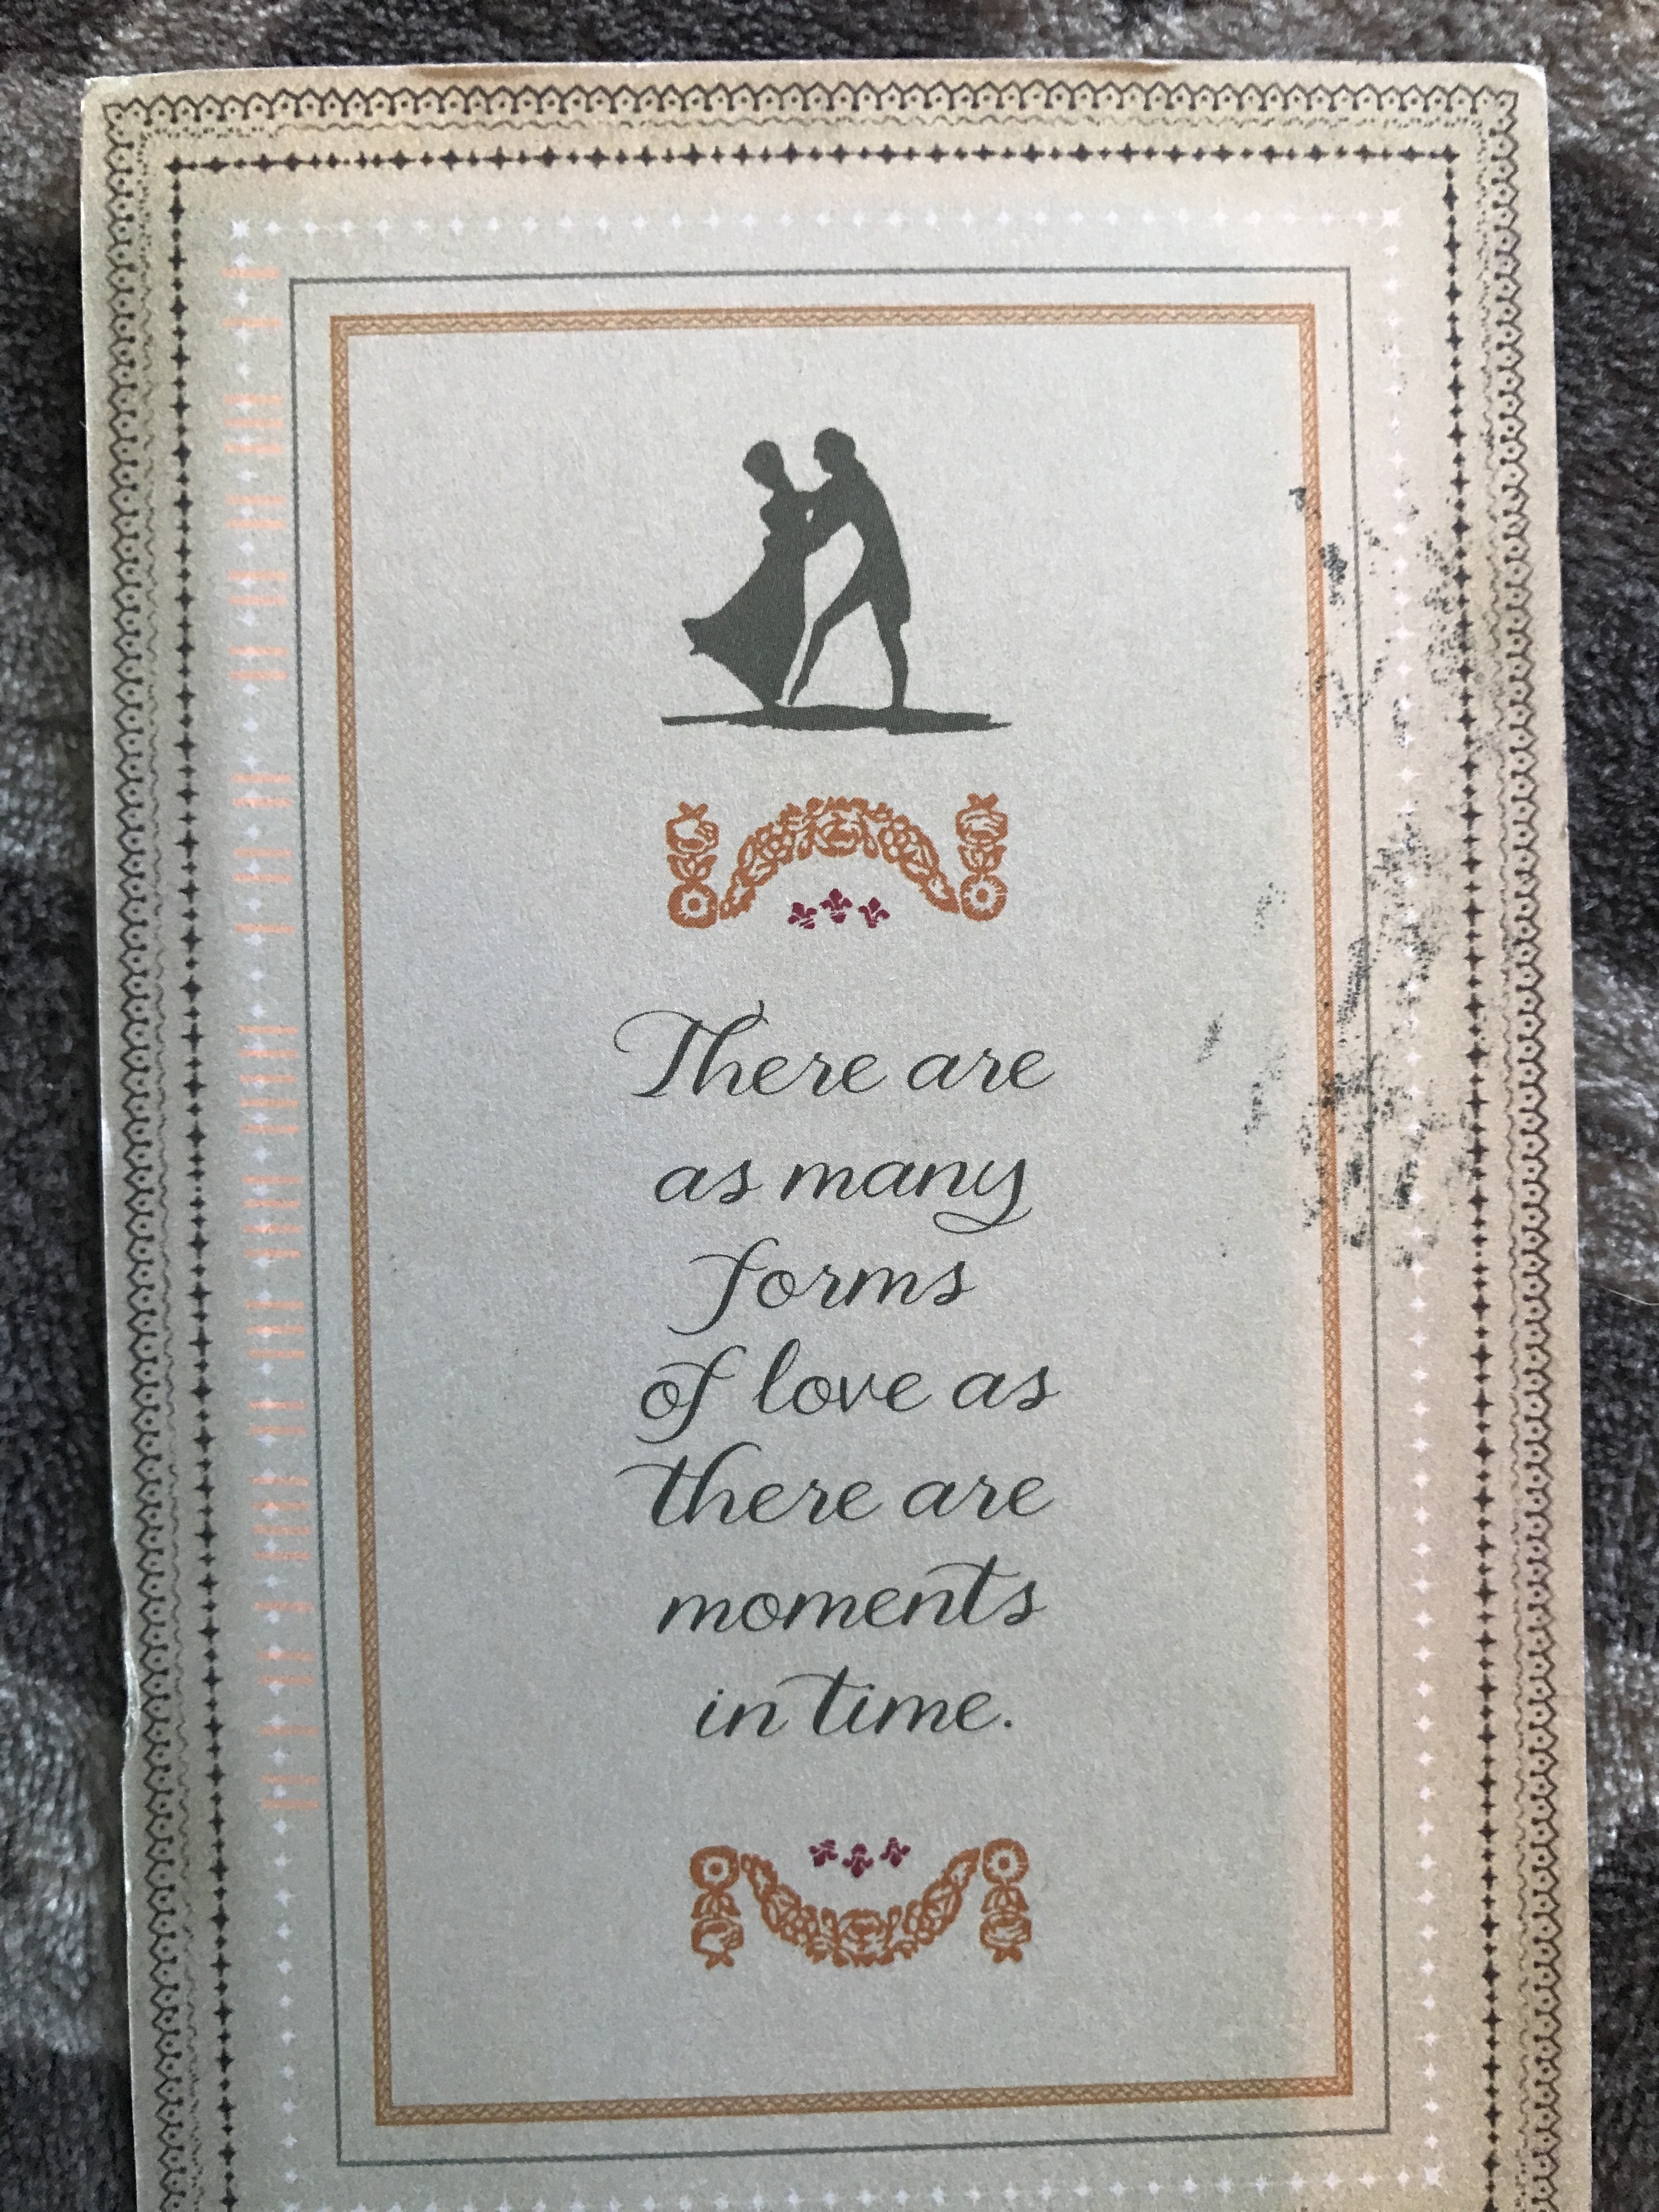 There are
as many
forms
of love as
there are
moments
in time.